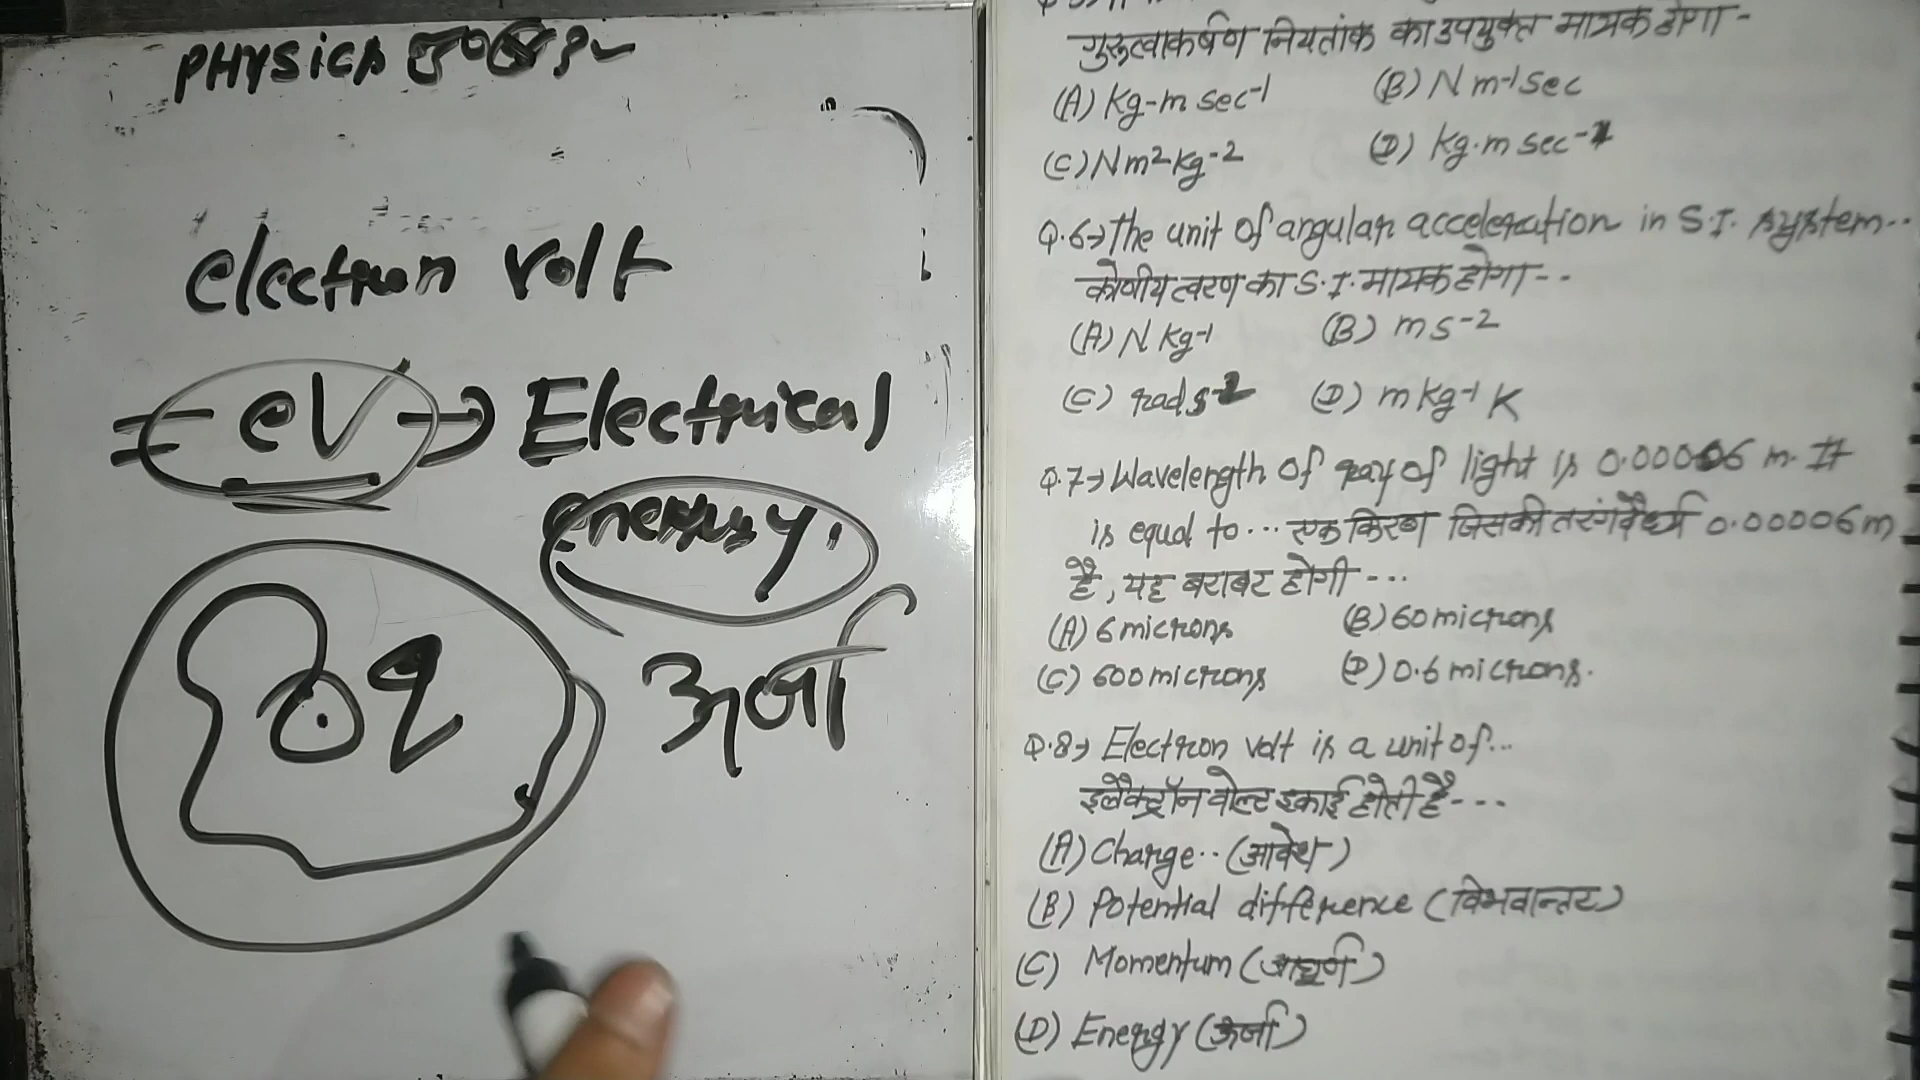 PHYSICS
electron volt
= eV → Electrical
energy.
ऊर्जा
q
गुरुत्वाकर्षण नियतांक का उपयुक्त मात्रक होगा -
(A) Kg-m sec-1 (B) N m-1 sec
(C) Nm2 Kg-2 (D) Kg.m sec-1
Q.6→ The unit of angular acceleration in S.I. system..
कोणीय त्वरण का S.I. मात्रक होगा--
(A) N Kg-1 (B) m s-2
(C) rad s-2 (D) m Kg-1 K
Q.7→ Wavelength of ray of light is 0.00006 m. It
is equal to... एक किरण जिसकी तरंगदैर्ध्य 0.00006 m
है, यह बराबर होगी ---
(A) 6 microns (B) 60 microns
(C) 600 microns (D) 0.6 microns.
Q.8→ Electron volt is a unit of...
इलैक्ट्रॉन वोल्ट इकाई होती है---
(A) Charge.. (आवेश)
(B) Potential difference (विभवान्तर)
(C) Momentum (आघूर्ण)
(D) Energy (ऊर्जा)